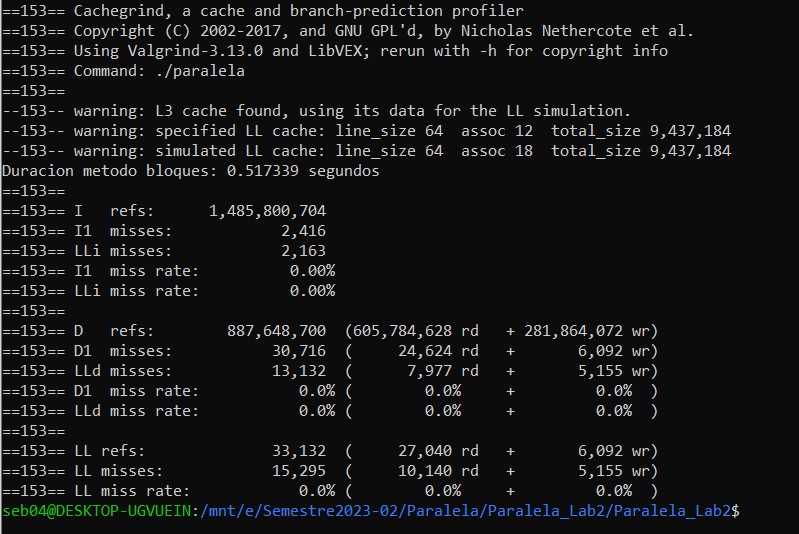 ==153== Cachegrind, a cache and branch-prediction profiler
==153== Copyright (C) 2002-2017, and GNU GPL'd, by Nicholas Nethercote et al.
==153== Using Valgrind-3.13.0 and LibVEX; rerun with -h for copyright info
==153== Command: ./paralela
==153==
--153-- warning: L3 cache found, using its data for the LL simulation.
--153-- warning: specified LL cache: line_size 64  assoc 12  total_size 9,437,184
--153-- warning: simulated LL cache: line_size 64  assoc 18  total_size 9,437,184
Duracion metodo bloques: 0.517339 segundos
==153==
==153== I   refs:      1,485,800,704
==153== I1  misses:            2,416
==153== LLi misses:            2,163
==153== I1  miss rate:          0.00%
==153== LLi miss rate:          0.00%
==153==
==153== D   refs:        887,648,700  (605,784,628 rd   + 281,864,072 wr)
==153== D1  misses:           30,716  (     24,624 rd   +       6,092 wr)
==153== LLd misses:           13,132  (      7,977 rd   +       5,155 wr)
==153== D1  miss rate:           0.0% (        0.0%     +         0.0%  )
==153== LLd miss rate:           0.0% (        0.0%     +         0.0%  )
==153==
==153== LL refs:              33,132  (     27,040 rd   +       6,092 wr)
==153== LL misses:            15,295  (     10,140 rd   +       5,155 wr)
==153== LL miss rate:            0.0% (        0.0%     +         0.0%  )
seb04@DESKTOP-UGVUEIN:/mnt/e/Semestre2023-02/Paralela/Paralela_Lab2/Paralela_Lab2$